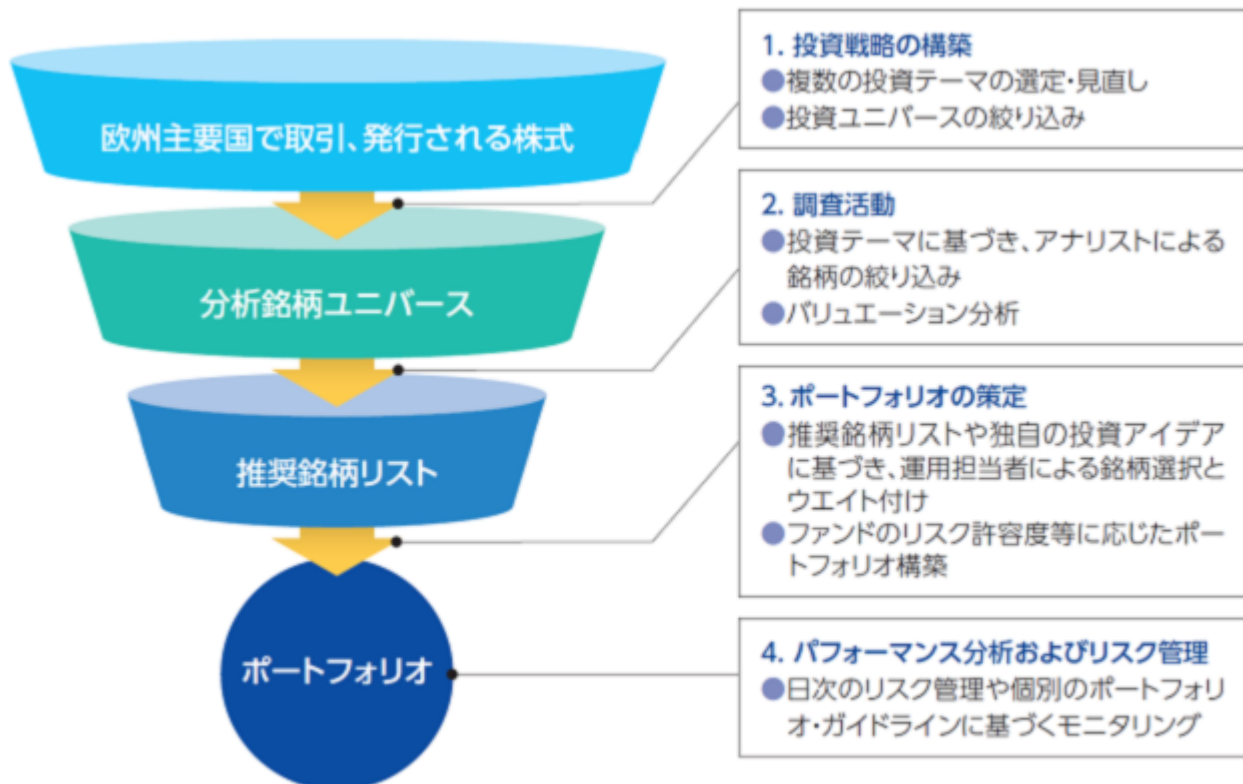 欧州主要国で取引、発行される株式
分析銘柄ユニバース
推奨銘柄リスト
ポートフォリオ
1. 投資戦略の構築
●複数の投資テーマの選定・見直し
●投資ユニバースの絞り込み
2. 調査活動
●投資テーマに基づき、アナリストによる
銘柄の絞り込み
●バリュエーション分析
3. ポートフォリオの策定
●推奨銘柄リストや独自の投資アイデア
に基づき、運用担当者による銘柄選択と
ウエイト付け
●ファンドのリスク許容度等に応じたポー
トフォリオ構築
4. パフォーマンス分析およびリスク管理
●日次のリスク管理や個別のポートフォリ
オ・ガイドラインに基づくモニタリング